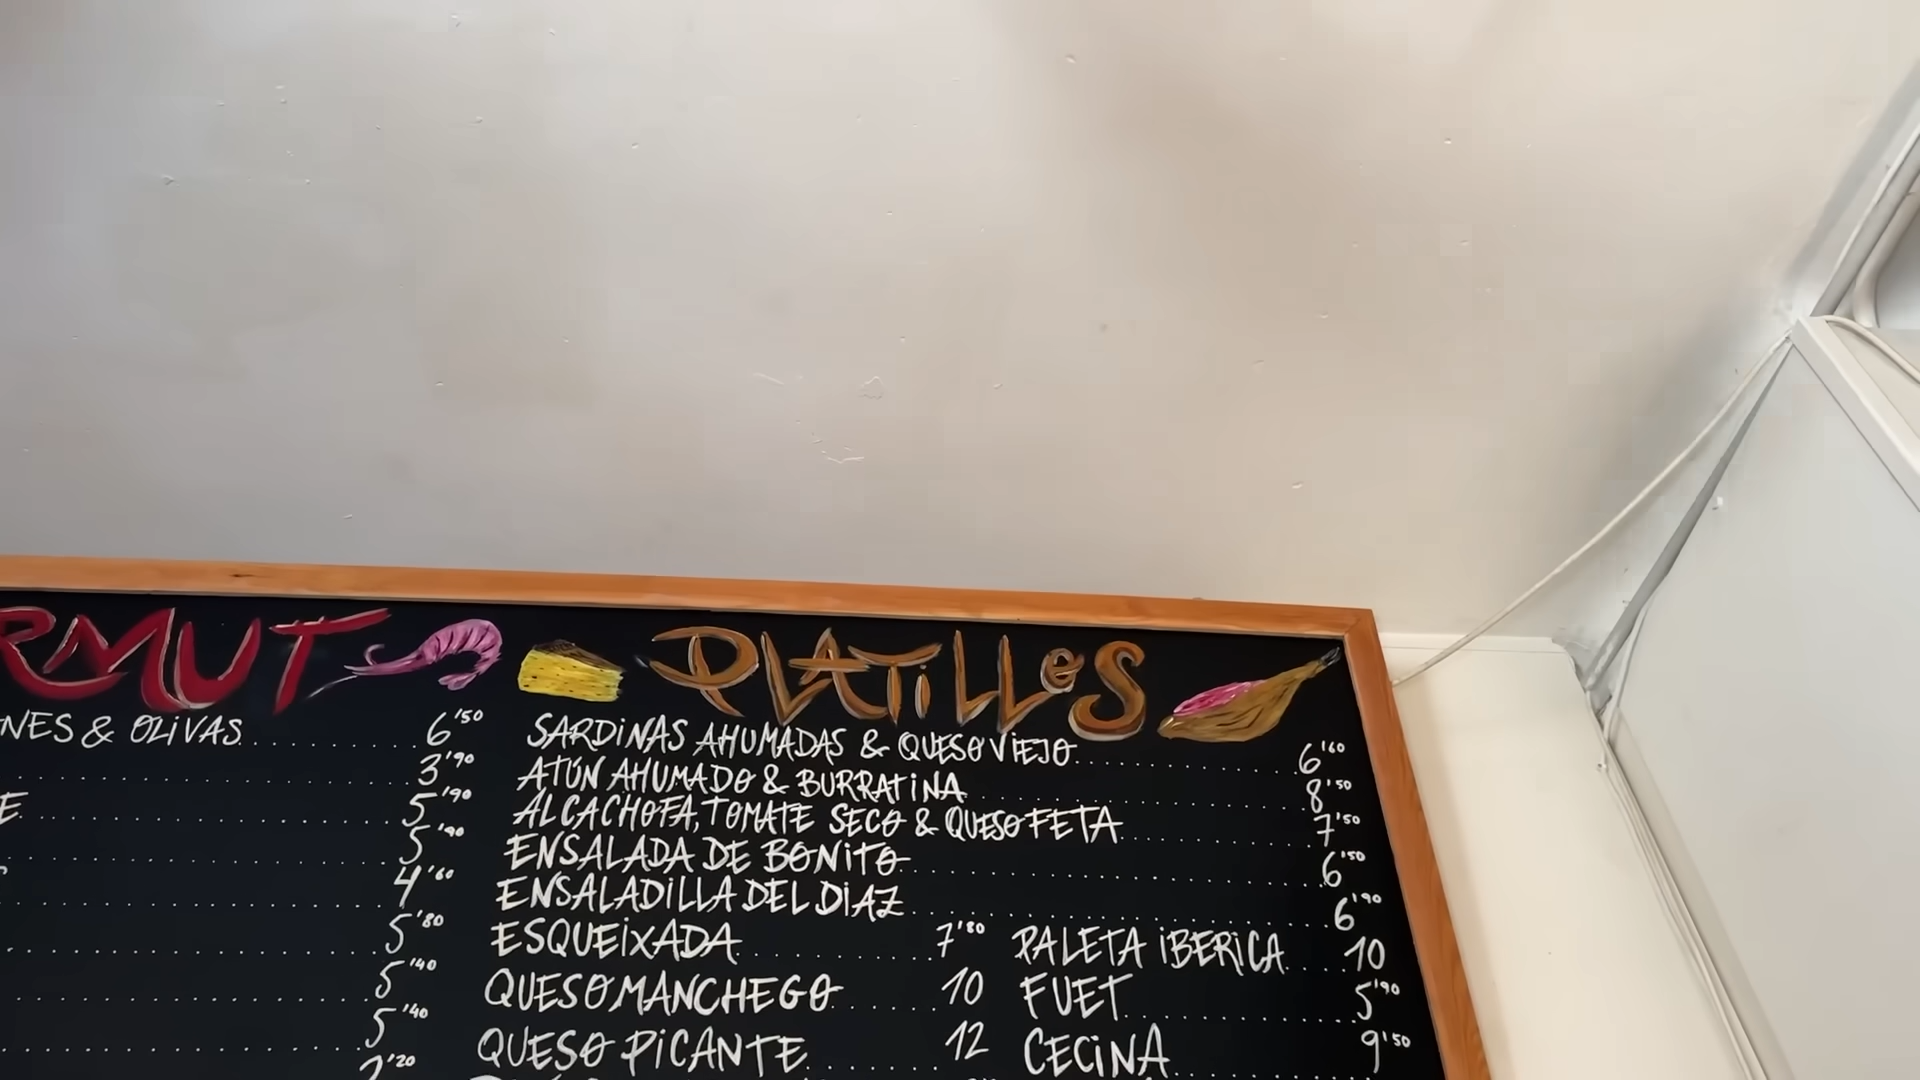 RMUT
NES & OLIVAS 6'50
3'90
E 5'90
5'90
4'60
5'80
5'40
5'40
PLATiLLeS
SARDiNAS AHUMADAS & QUESO ViEJO 6'60
ATÚN AHUMADO & BURRATiNA 8'50
ALCACHOFA, TOMATE SECO & QUESO FETA 7'50
ENSALADA DE BONiTO 6'50
ENSALADiLLA DEL DiAZ 6'90
ESQUEiXADA 7'80 PALETA iBERiCA 10
QUESO MANCHEGO 10 FUET 5'90
QUESO PiCANTE 12 CECiNA 9'50